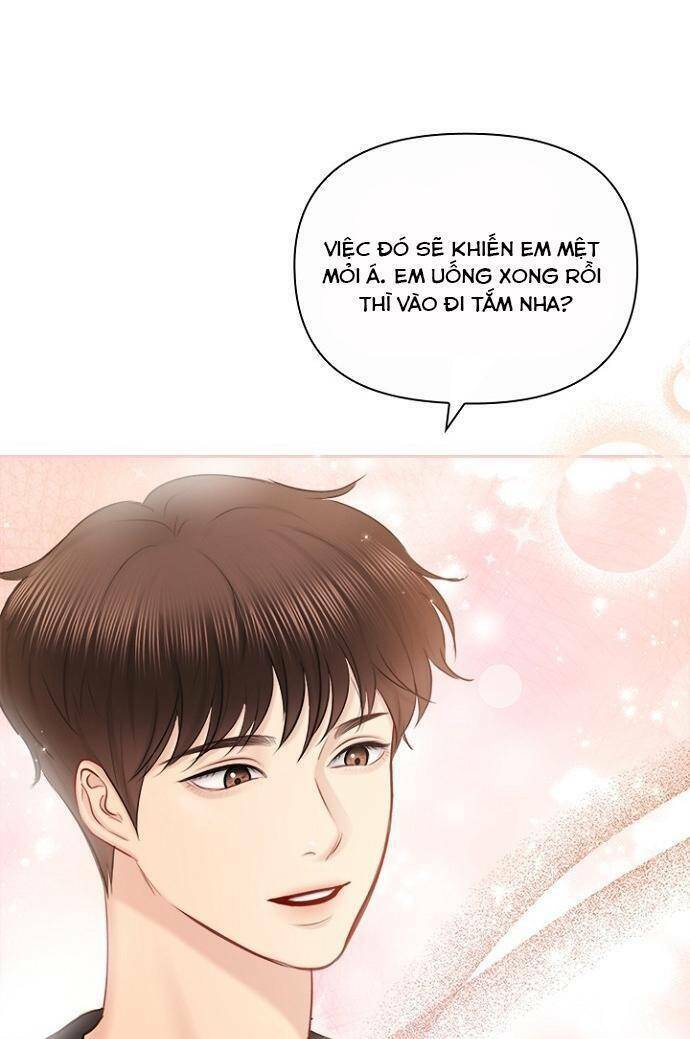 VIỆC ĐÓ SẼ KHIẾN EM MỆT
MỎI Á. EM UỐNG XONG RỒI
THÌ VÀO ĐI TẮM NHA?